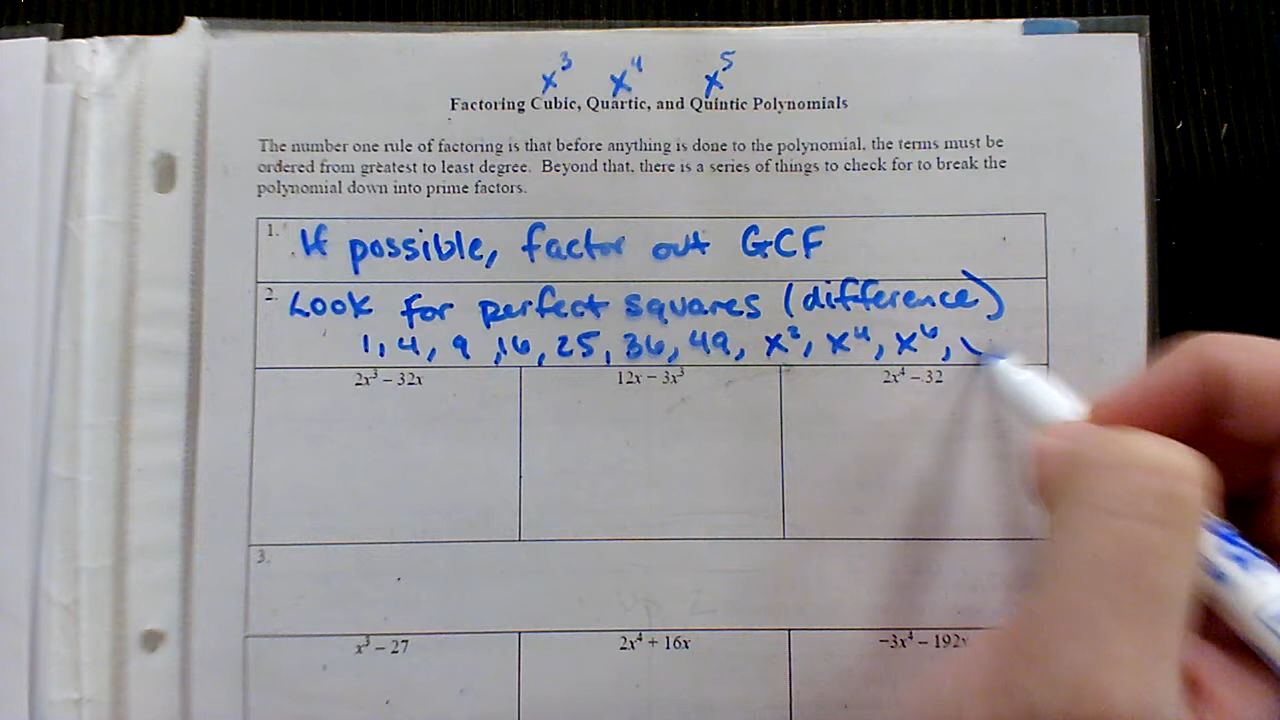 x³ x⁴ x⁵
Factoring Cubic, Quartic, and Quintic Polynomials
The number one rule of factoring is that before anything is done to the polynomial, the terms must be
ordered from greatest to least degree. Beyond that, there is a series of things to check for to break the
polynomial down into prime factors.
1. If possible, factor out GCF
2. Look for perfect squares (difference)
1, 4, 9, 16, 25, 36, 49, x², x⁴, x⁶,
2x³ – 32x 12x – 3x³ 2x⁴ – 32
3.
x³ – 27 2x⁴ + 16x −3x⁴ – 192